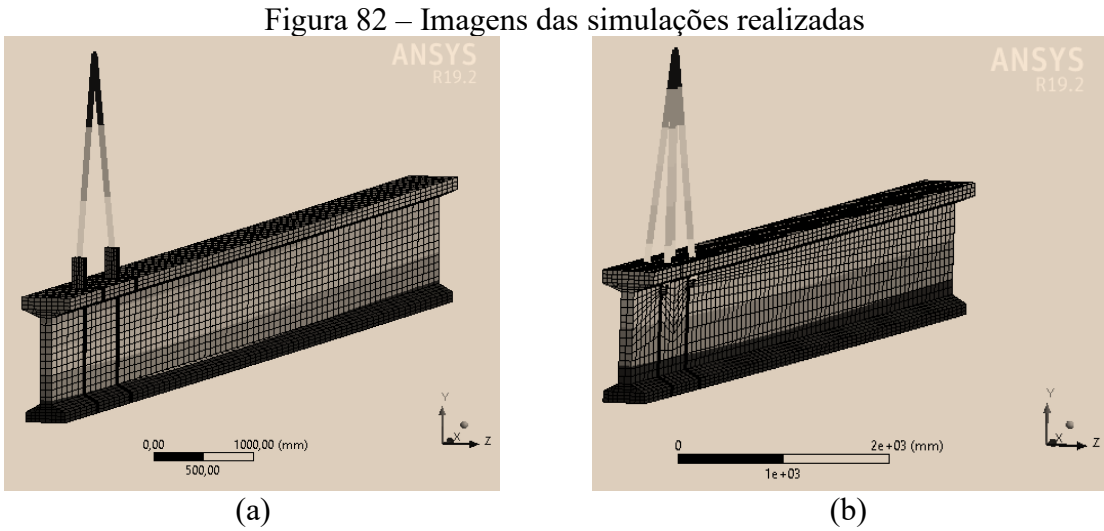 Figura 82 – Imagens das simulações realizadas
ANSYS
R19.2
Y
X
Z
0,00
1000,00 (mm)
500,00
(a)
ANSYS
R19.2
Y
X
Z
0
2e+03 (mm)
1e+03
(b)